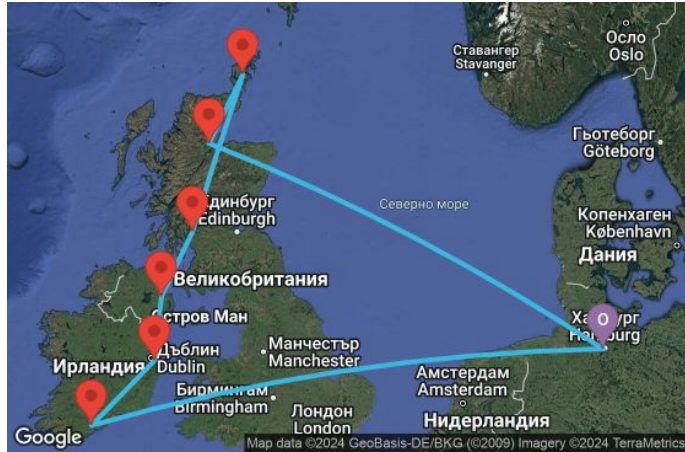 Осло
Oslo
Ставангер
Stavanger
Гьотеборг
Göteborg
Единбург
Edinburgh
Северно море
Копенхаген
København
Дания
Великобритания
Остров Ман
O
Hamburg
Манчестър
Manchester
Дъблин
Dublin
Ирландия
Амстердам
Amsterdam
Бирмингам
Birmingham
Лондон
London
Нидерландия
Google
Map data ©2024 GeoBasis-DE/BKG (©2009) Imagery ©2024 TerraMetrics